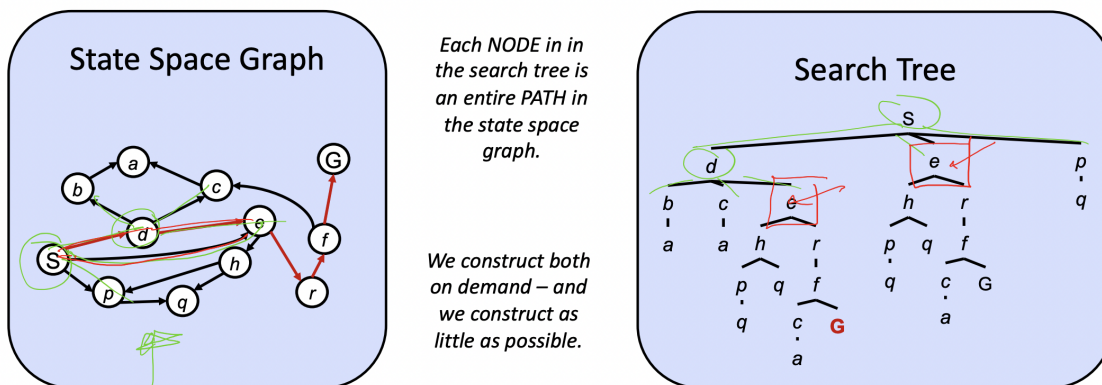 State Space Graph
a
G
b
c
d
e
f
S
h
p
q
r
Each NODE in in
the search tree is
an entire PATH in
the state space
graph.
We construct both
on demand – and
we construct as
little as possible.
Search Tree
S
d e p
b c e h r q
a a h r p q f
p q f q c G
q c G a
a